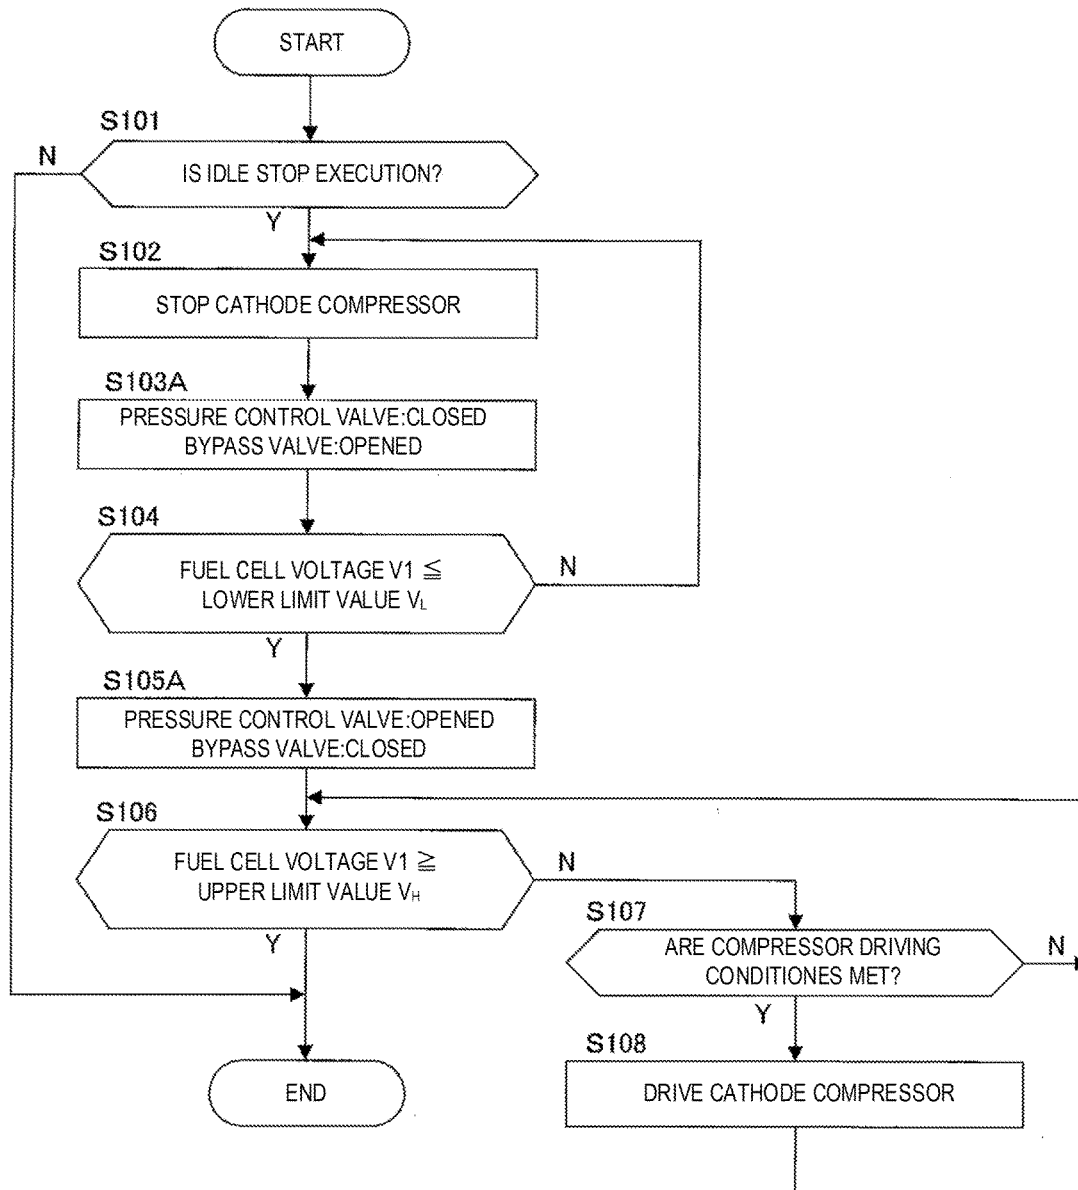 START
S101
N
IS IDLE STOP EXECUTION?
Y
S102
STOP CATHODE COMPRESSOR
S103A
PRESSURE CONTROL VALVE:CLOSED
BYPASS VALVE:OPENED
S104
FUEL CELL VOLTAGE V1 ≦
LOWER LIMIT VALUE VL
N
Y
S105A
PRESSURE CONTROL VALVE:OPENED
BYPASS VALVE:CLOSED
S106
FUEL CELL VOLTAGE V1 ≧
UPPER LIMIT VALUE VH
N
Y
S107
ARE COMPRESSOR DRIVING
CONDITIONES MET?
N
Y
S108
DRIVE CATHODE COMPRESSOR
END